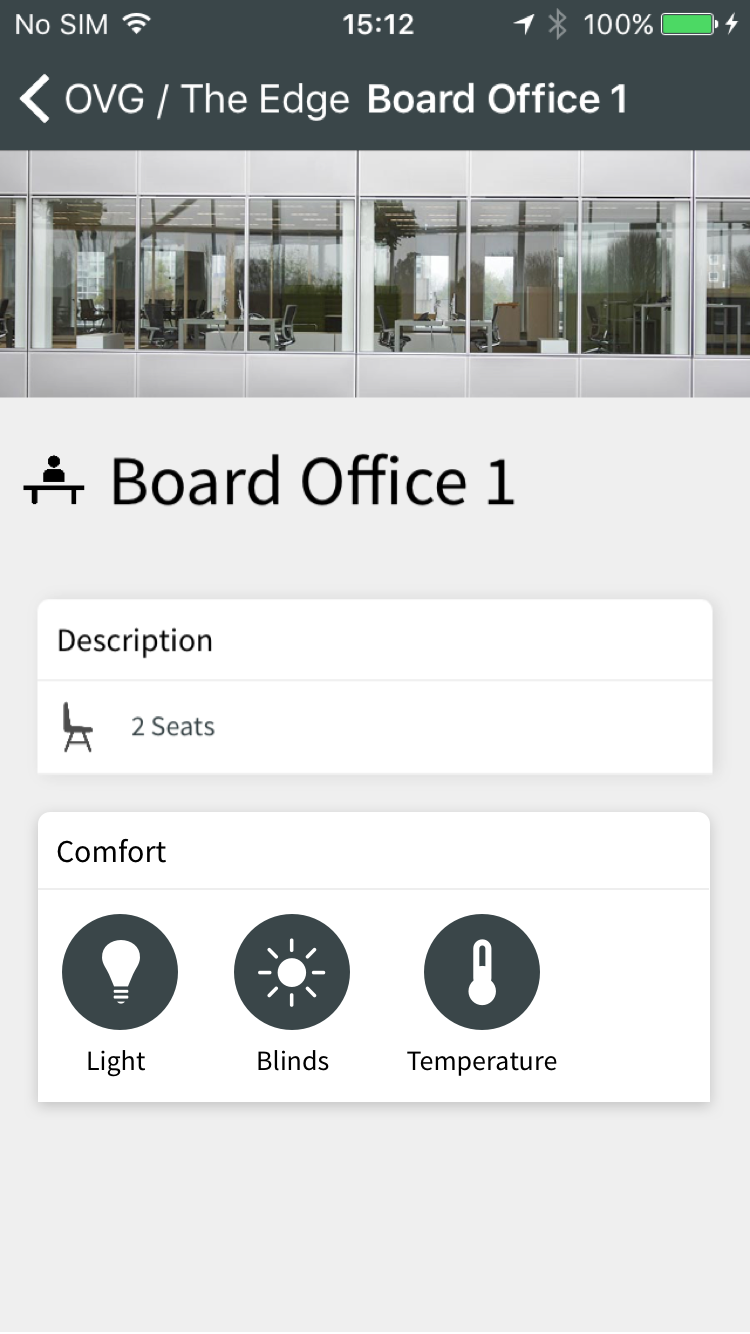 No SIM 15:12 100%
OVG / The Edge Board Office 1
Board Office 1
Description
2 Seats
Comfort
Light Blinds Temperature